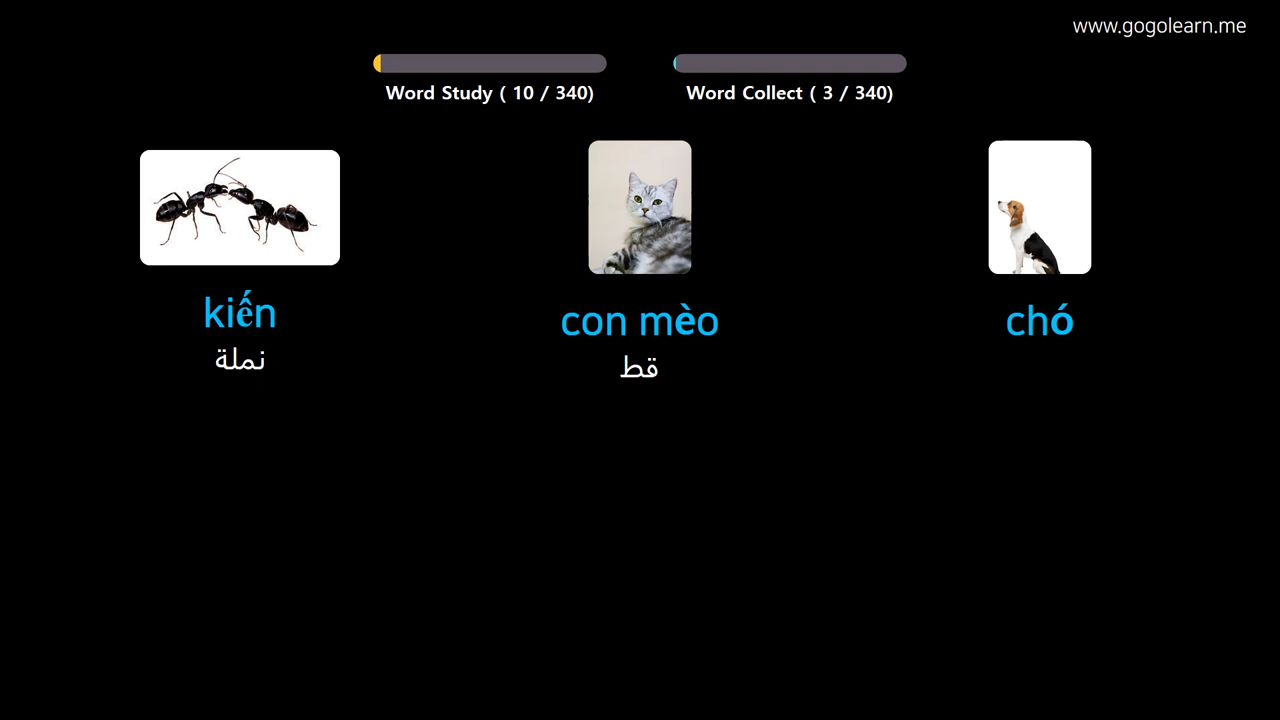 www.gogolearn.me
Word Study ( 10 / 340)
Word Collect ( 3 / 340)
kiến
نملة
con mèo
قط
chó